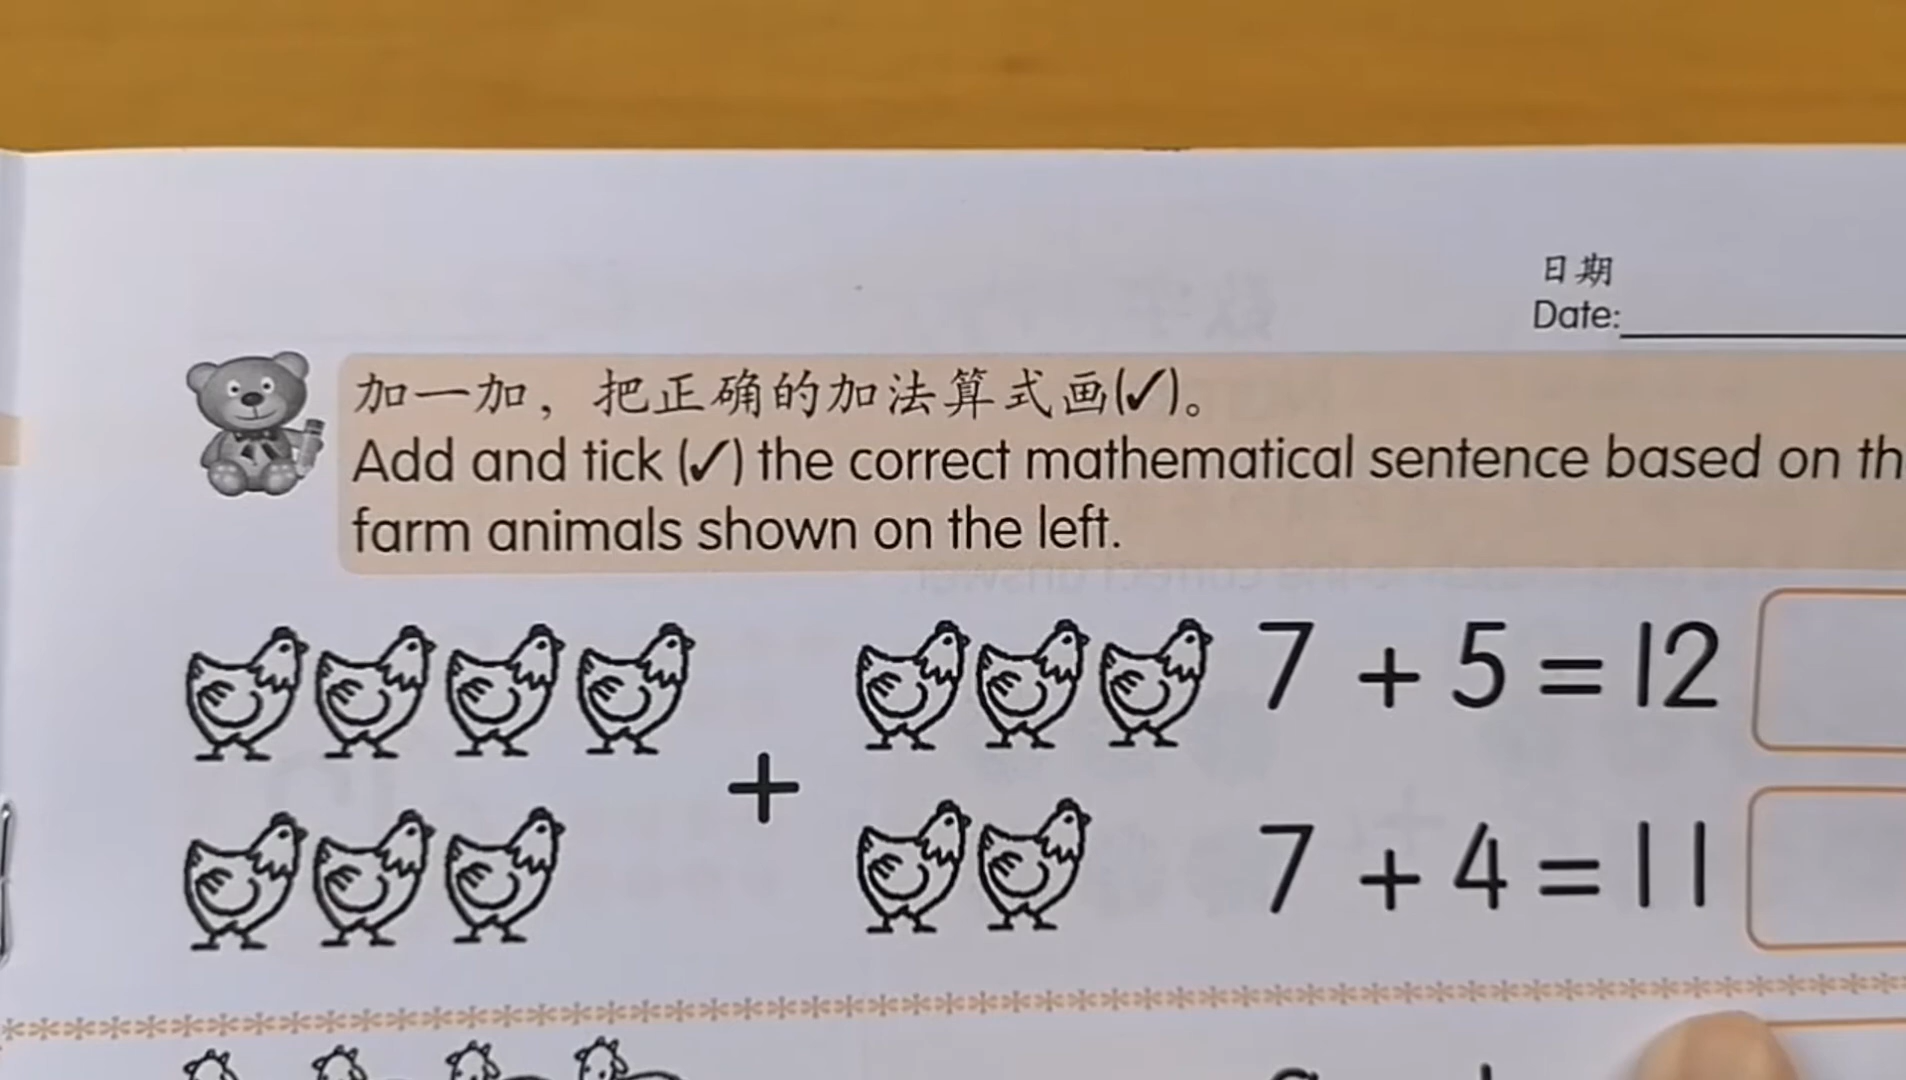 日期
Date:
加一加，把正确的加法算式画(✓)。
Add and tick (✓) the correct mathematical sentence based on th
farm animals shown on the left.
+
7 + 5 = 12
7 + 4 = 11